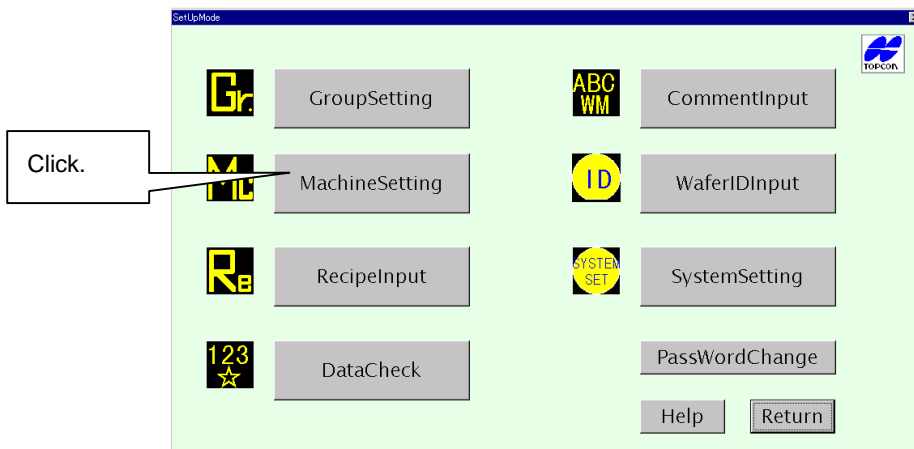 SetUpMode
TOPCON
Gr.
GroupSetting
ABC
WM
CommentInput
Click.
Mc
MachineSetting
ID
WaferIDInput
Re
RecipeInput
SYSTEM
SET
SystemSetting
123
DataCheck
PassWordChange
Help
Return